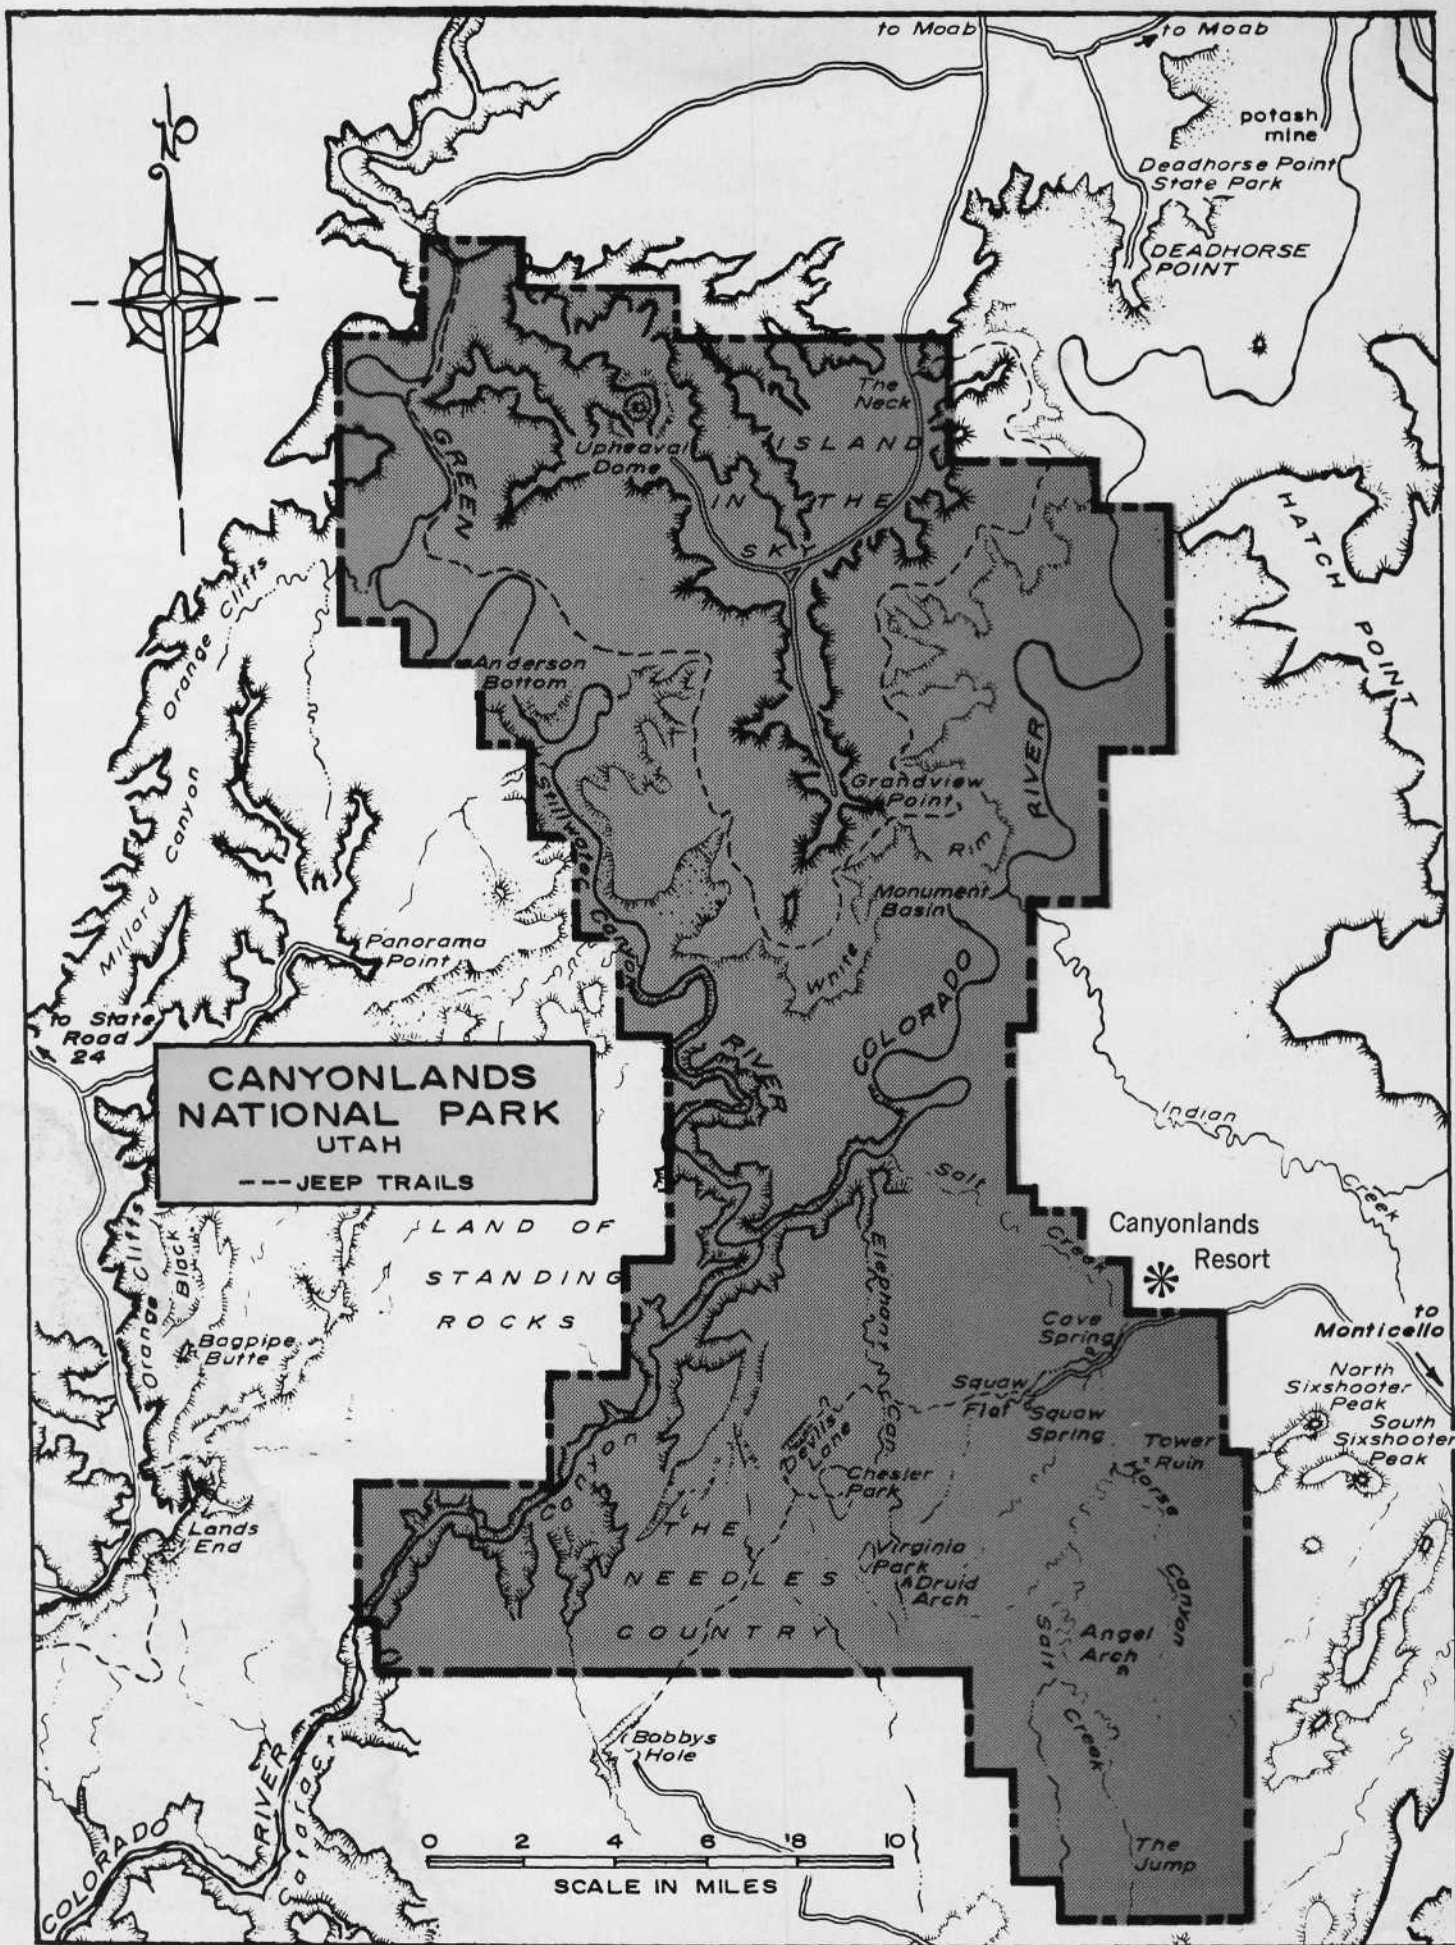 to Moab
to Moab
potash
mine
Deadhorse Point
State Park
DEADHORSE
POINT
NO
The
Neck
ISLAND
IN THE
SKY
Upheaval
Dome
GREEN
HATCH POINT
Orange Cliffs
Anderson
Bottom
Millard Canyon
Stillwater Canyon
RIVER
Grandview
Point
Rim
Monument
Basin
White
Panorama
Point
to State
Road
24
RIVER
COLORADO
CANYONLANDS
NATIONAL PARK
UTAH
---JEEP TRAILS
Indian
Creek
Salt
Creek
Canyonlands
Resort
LAND OF
STANDING
ROCKS
Elephant
Can
Orange Cliffs
Black
Bagpipe
Butte
Cave
Spring
to
Monticello
North
Sixshooter
Peak
South
Sixshooter
Peak
Squaw
Flat
Squaw
Spring
Tower
Ruin
Horse
Canyon
Devils
Lane
Chesler
Park
Cataract
Canyon
THE
NEEDLES
COUNTRY
Virginia
Park
Druid
Arch
Lands
End
Angel
Arch
Salt
Creek
Bobbys
Hole
The
Jump
COLORADO
RIVER
Cataract
0 2 4 6 8 10
SCALE IN MILES